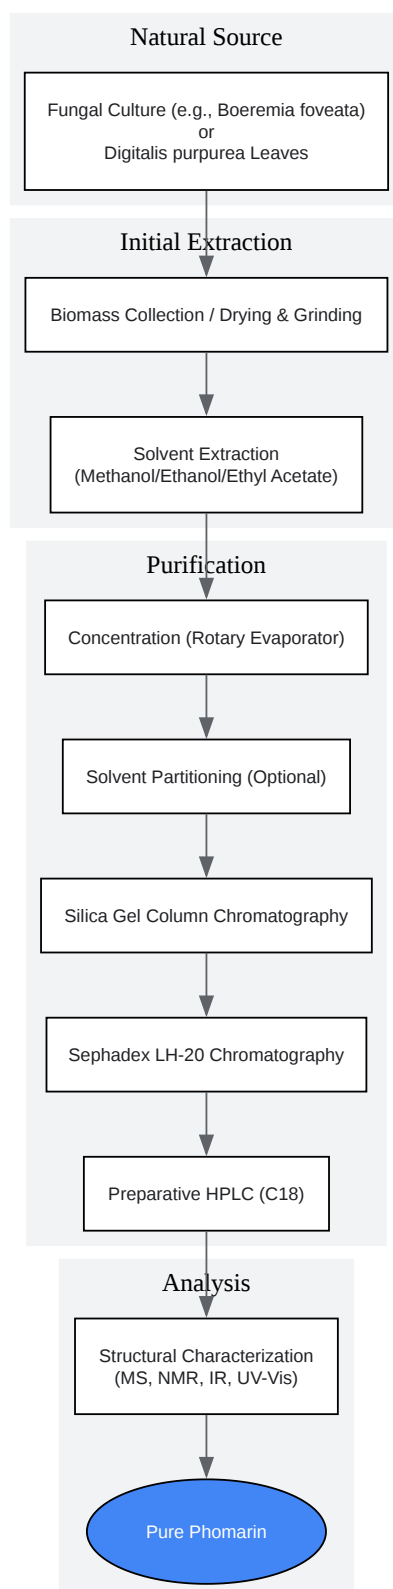 Natural Source
Fungal Culture (e.g., Boeremia foveata)
or
Digitalis purpurea Leaves
Initial Extraction
Biomass Collection / Drying & Grinding
Solvent Extraction
(Methanol/Ethanol/Ethyl Acetate)
Purification
Concentration (Rotary Evaporator)
Solvent Partitioning (Optional)
Silica Gel Column Chromatography
Sephadex LH-20 Chromatography
Preparative HPLC (C18)
Analysis
Structural Characterization
(MS, NMR, IR, UV-Vis)
Pure Phomarin